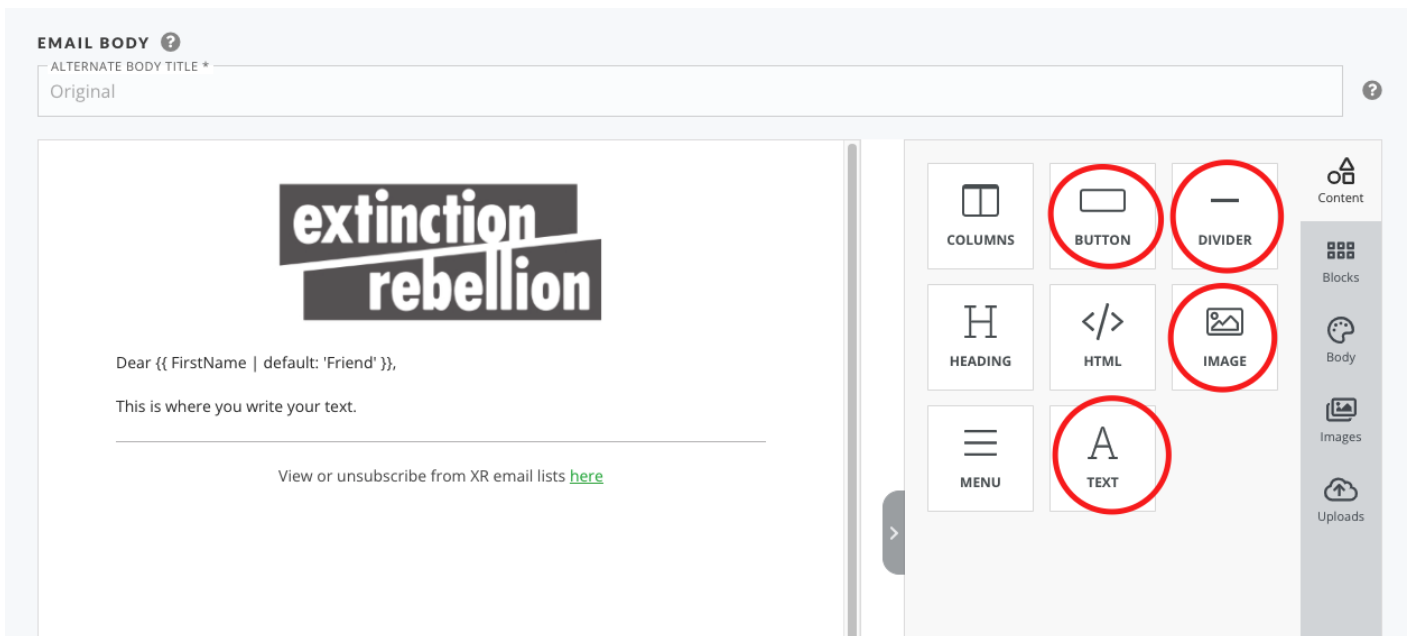 EMAIL BODY ?
ALTERNATE BODY TITLE *
Original
?
extinction
rebellion
Dear {{ FirstName | default: 'Friend' }},
This is where you write your text.
View or unsubscribe from XR email lists here
COLUMNS
BUTTON
DIVIDER
H
HEADING
</>
HTML
IMAGE
MENU
A
TEXT
Content
Blocks
Body
Images
Uploads